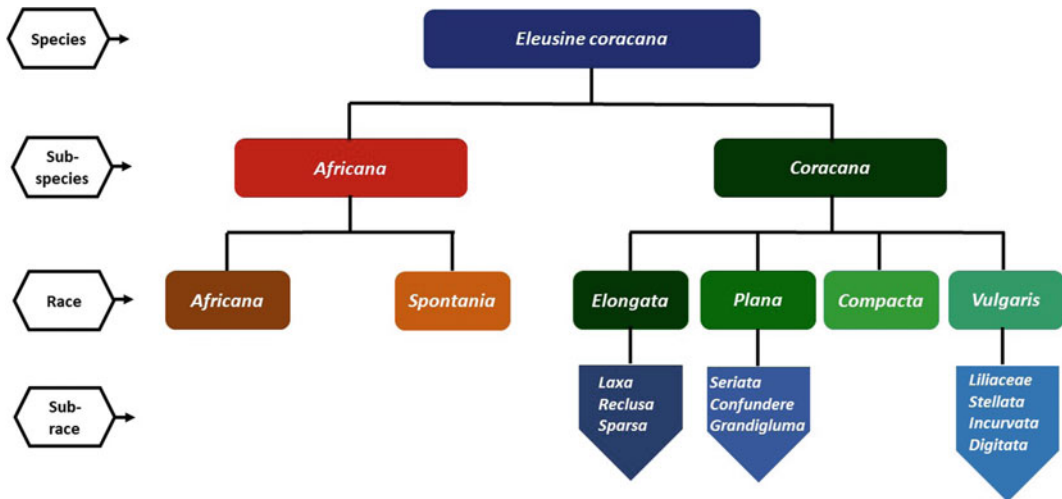 Species
Eleusine coracana
Sub-
species
Africana
Coracana
Race
Africana
Spontania
Elongata
Plana
Compacta
Vulgaris
Sub-
race
Laxa
Reclusa
Sparsa
Seriata
Confundere
Grandigluma
Liliaceae
Stellata
Incurvata
Digitata